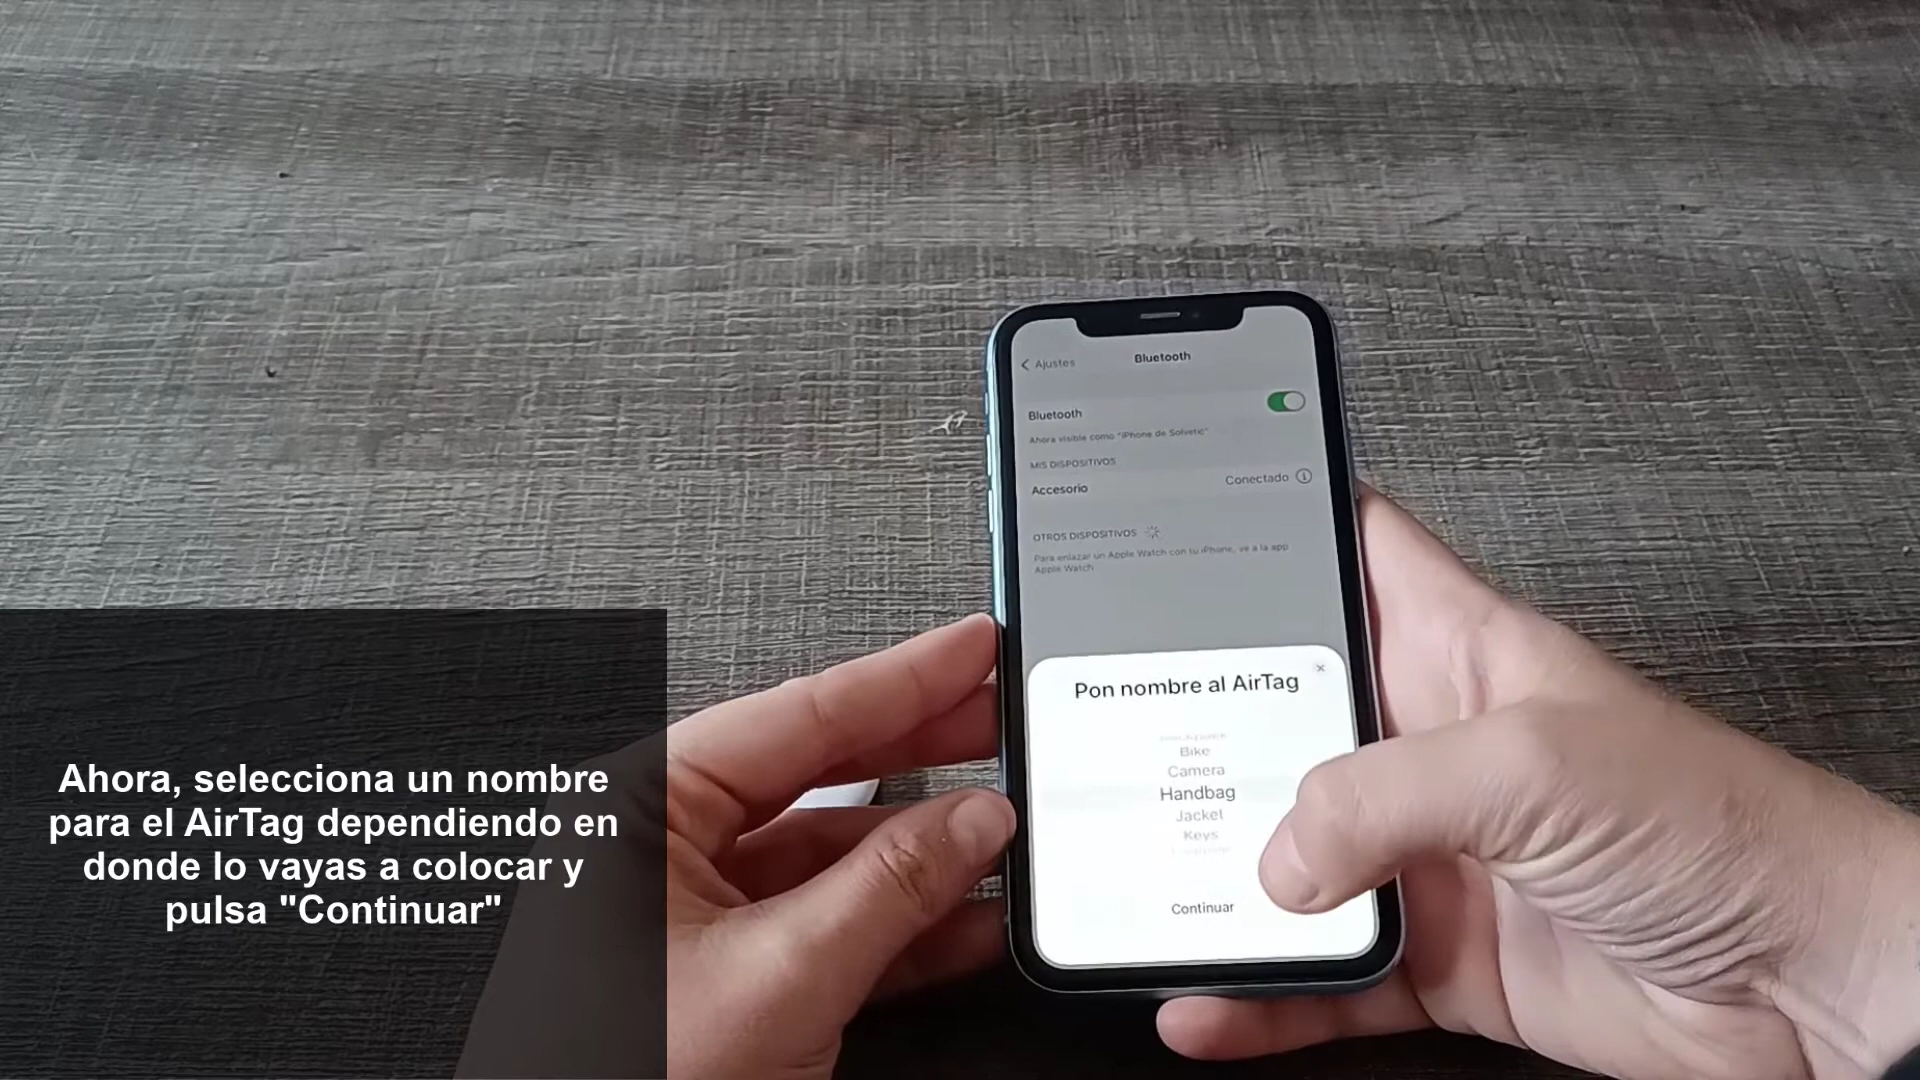 Ajustes
Bluetooth
Bluetooth
Ahora visible como "iPhone de Solvetic"
MIS DISPOSITIVOS
Accesorio
Conectado
OTROS DISPOSITIVOS
Para enlazar un Apple Watch con tu iPhone, ve a la app
Apple Watch
Pon nombre al AirTag
Bike
Camera
Handbag
Jacket
Keys
Continuar
Ahora, selecciona un nombre
para el AirTag dependiendo en
donde lo vayas a colocar y
pulsa "Continuar"